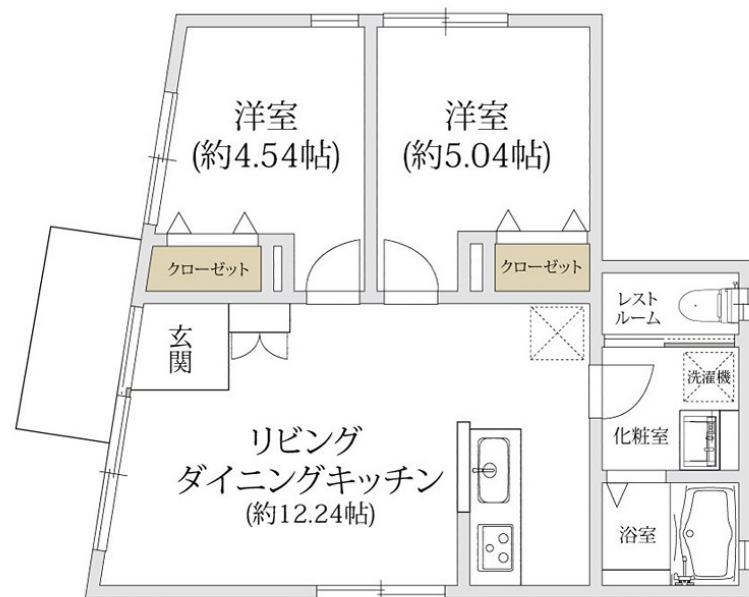 洋室
(約4.54帖)
洋室
(約5.04帖)
クローゼット
クローゼット
玄
関
レスト
ルーム
洗濯機
化粧室
リビング
ダイニングキッチン
(約12.24帖)
浴室